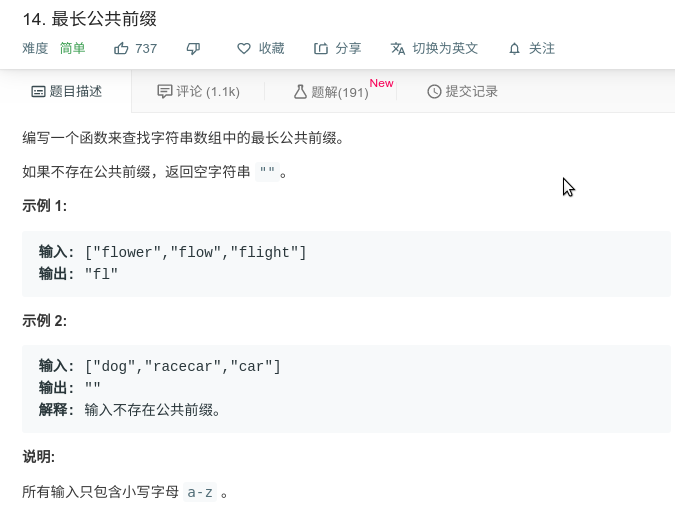 14. 最长公共前缀
难度 简单 737 收藏 分享 切换为英文 关注
题目描述 评论 (1.1k) 题解(191) New 提交记录
编写一个函数来查找字符串数组中的最长公共前缀。
如果不存在公共前缀，返回空字符串 ""。
示例 1:
输入: ["flower","flow","flight"]
输出: "fl"
示例 2:
输入: ["dog","racecar","car"]
输出: ""
解释: 输入不存在公共前缀。
说明:
所有输入只包含小写字母 a-z 。